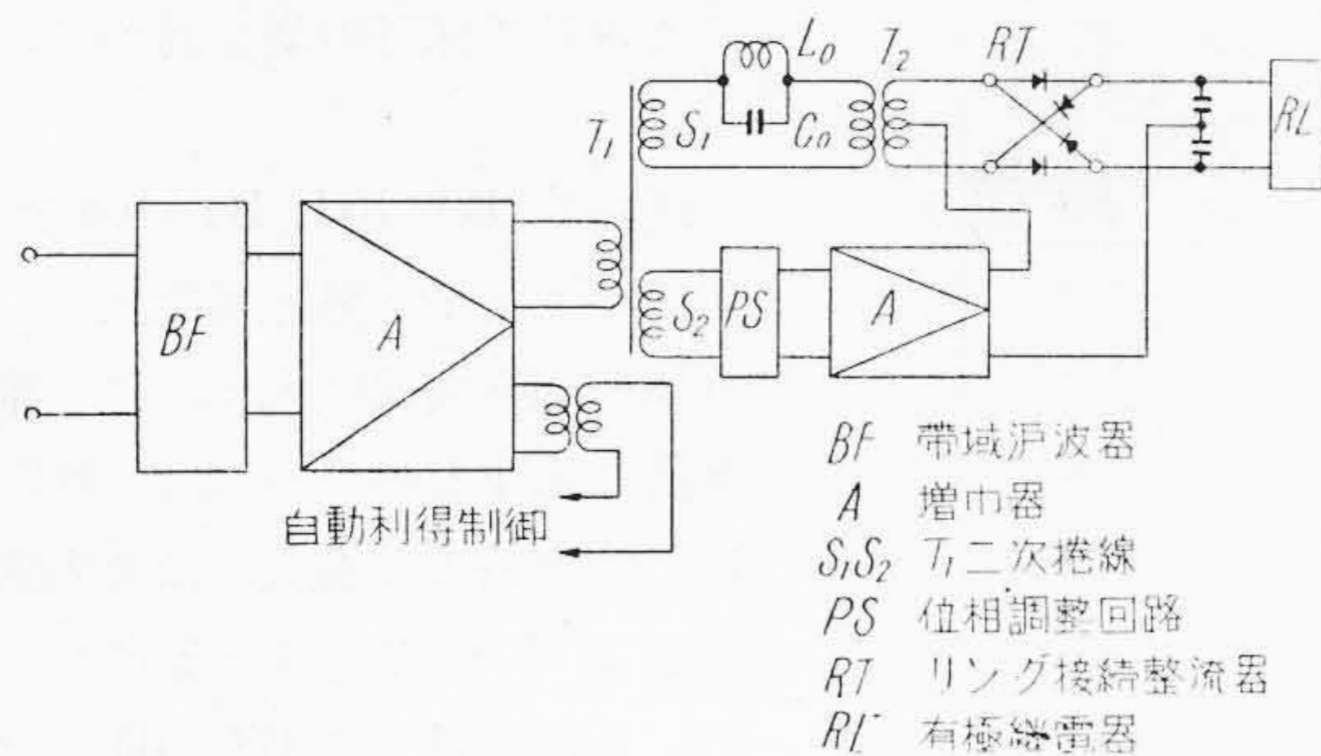 L₀ T₂ RT
T₁ S₁ C₀ RL
BF A S₂ PS A
自動利得制御
BF 帯域沪波器
A 増巾器
S₁S₂ T₁二次捲線
PS 位相調整回路
RT リング接続整流器
RL 有極継電器